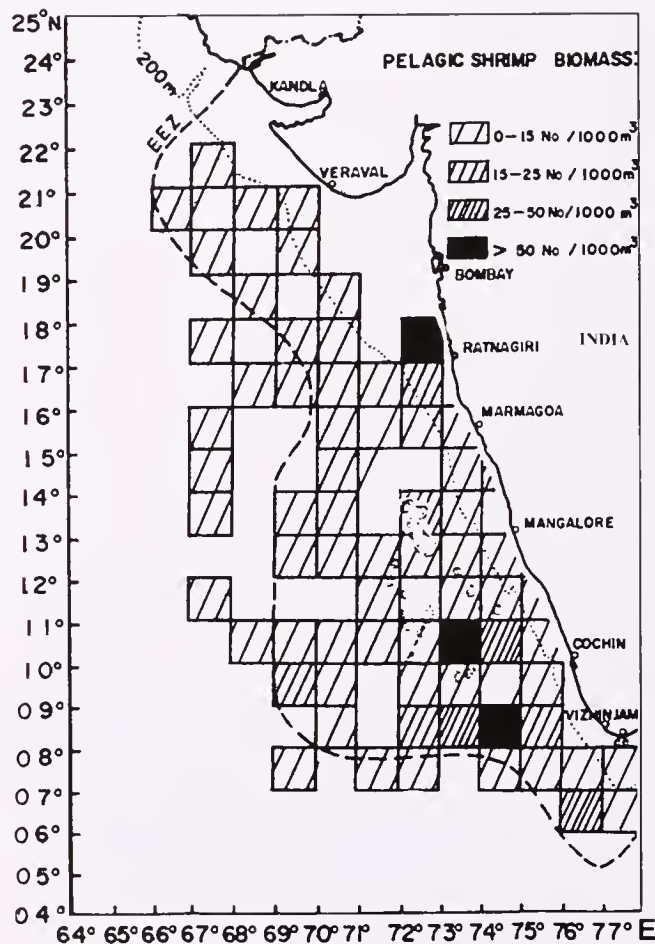 25°N
24°
23°
22°
21°
20°
19°
18°
17°
16°
15°
14°
13°
12°
11°
10°
09°
08°
07°
06°
05°
04°
PELAGIC SHRIMP BIOMASS:
0-15 No /1000m³
15-25 No/1000m³
25-50 No/1000 m³
> 50 No /1000m³
200m
EEZ
KANDLA
VERAVAL
BOMBAY
RATNAGIRI
INDIA
MARMAGOA
MANGALORE
COCHIN
VIZHINJAM
64° 65° 66° 67° 68° 69° 70° 71° 72° 73° 74° 75° 76° 77° E